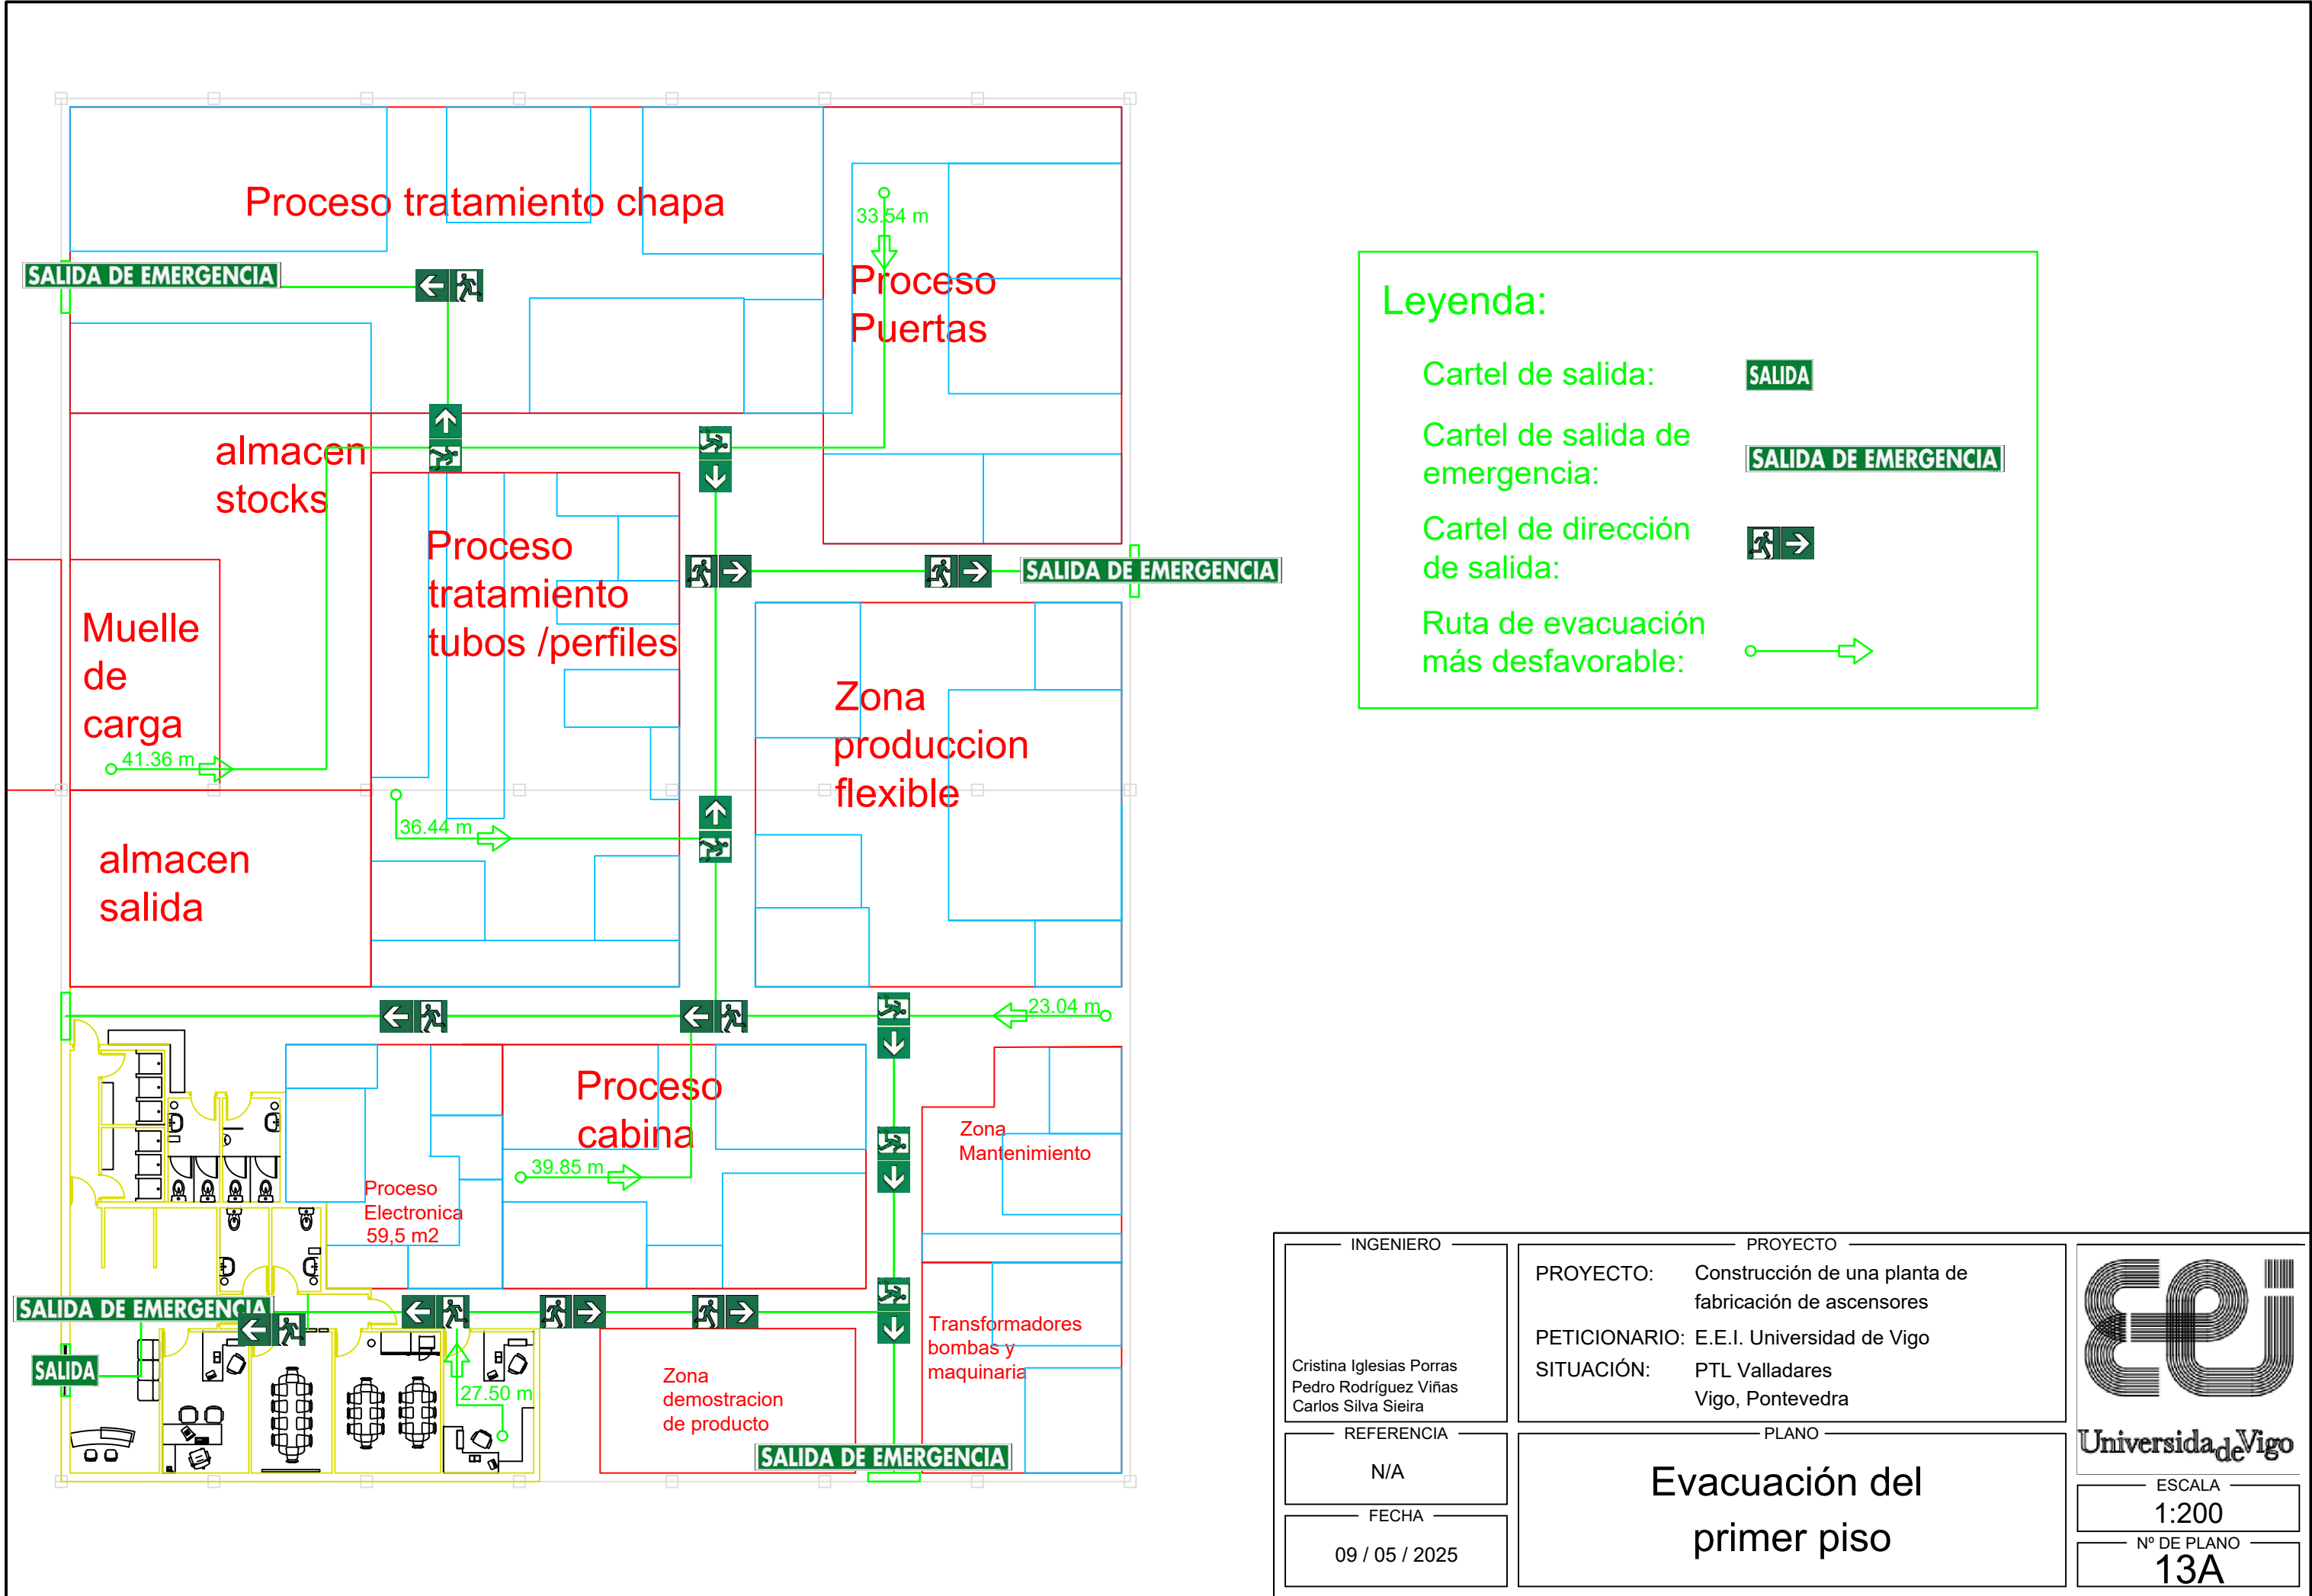 Proceso tratamiento chapa
33.54 m
SALIDA DE EMERGENCIA
Proceso
Puertas
almacen
stocks
Proceso
tratamiento
tubos /perfiles
SALIDA DE EMERGENCIA
Muelle
de
carga
41.36 m
Zona
produccion
flexible
36.44 m
almacen
salida
23.04 m
Proceso
cabina
39.85 m
Zona
Mantenimiento
Proceso
Electronica
59,5 m2
SALIDA DE EMERGENCIA
SALIDA
27.50 m
Zona
demostracion
de producto
Transformadores
bombas y
maquinaria
SALIDA DE EMERGENCIA
Leyenda:
Cartel de salida:
SALIDA
Cartel de salida de
emergencia:
SALIDA DE EMERGENCIA
Cartel de dirección
de salida:
Ruta de evacuación
más desfavorable:
INGENIERO
Cristina Iglesias Porras
Pedro Rodríguez Viñas
Carlos Silva Sieira
REFERENCIA
N/A
FECHA
09 / 05 / 2025
PROYECTO
PROYECTO: Construcción de una planta de
fabricación de ascensores
PETICIONARIO: E.E.I. Universidad de Vigo
SITUACIÓN: PTL Valladares
Vigo, Pontevedra
PLANO
Evacuación del
primer piso
UniversidadeVigo
ESCALA
1:200
Nº DE PLANO
13A